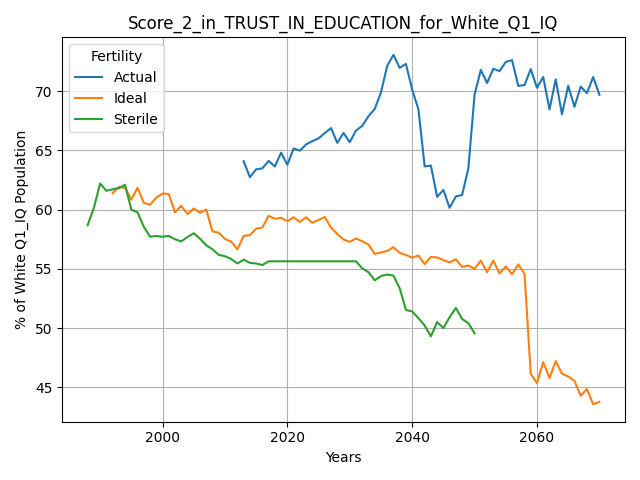 Score_2_in_TRUST_IN_EDUCATION_for_White_Q1_IQ
Fertility
Actual
Ideal
Sterile
% of White Q1_IQ Population
70
65
60
55
50
45
2000
2020
2040
2060
Years